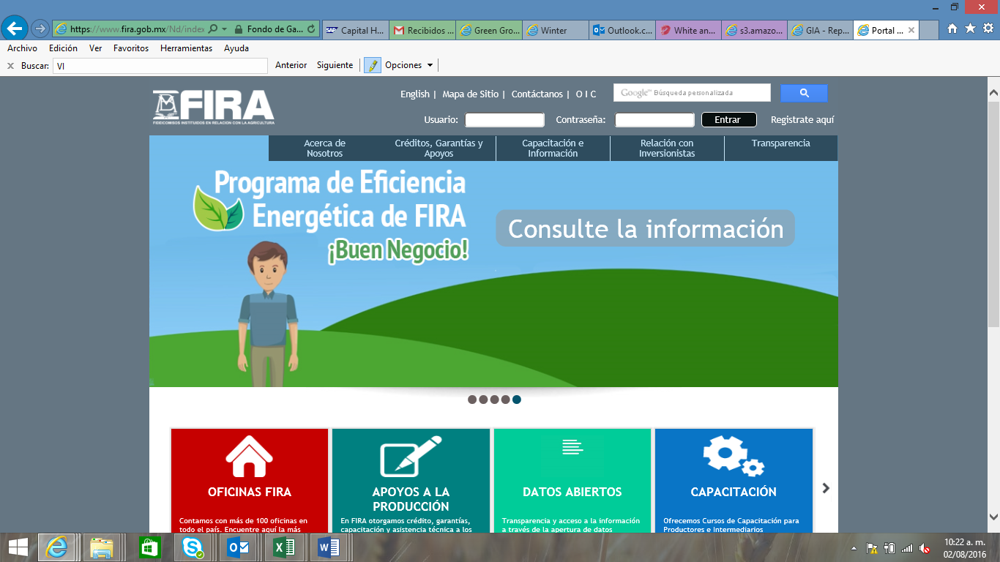 https://www.fira.gob.mx/Nd/index
Fondo de Ga...
Capital H...
Recibidos ...
Green Gro...
Winter
Outlook.c...
White an...
s3.amazo...
GIA - Rep...
Portal ...
Archivo Edición Ver Favoritos Herramientas Ayuda
Buscar: VI Anterior Siguiente Opciones
FIRA
FIDEICOMISOS INSTITUIDOS EN RELACION CON LA AGRICULTURA
English | Mapa de Sitio | Contáctanos | O I C
Google™ Búsqueda personalizada
Usuario: Contraseña: Entrar Registrate aquí
Acerca de
Nosotros
Créditos, Garantías y
Apoyos
Capacitación e
Información
Relación con
Inversionistas
Transparencia
Programa de Eficiencia
Energética de FIRA
¡Buen Negocio!
Consulte la información
OFICINAS FIRA
Contamos con más de 100 oficinas en
todo el país. Encuentre aquí la más
APOYOS A LA
PRODUCCIÓN
En FIRA otorgamos crédito, garantías,
capacitación y asistencia técnica a los
DATOS ABIERTOS
Transparencia y acceso a la información
a través de la apertura de datos
CAPACITACIÓN
Ofrecemos Cursos de Capacitación para
Productores e Intermediarios
10:22 a. m.
02/08/2016